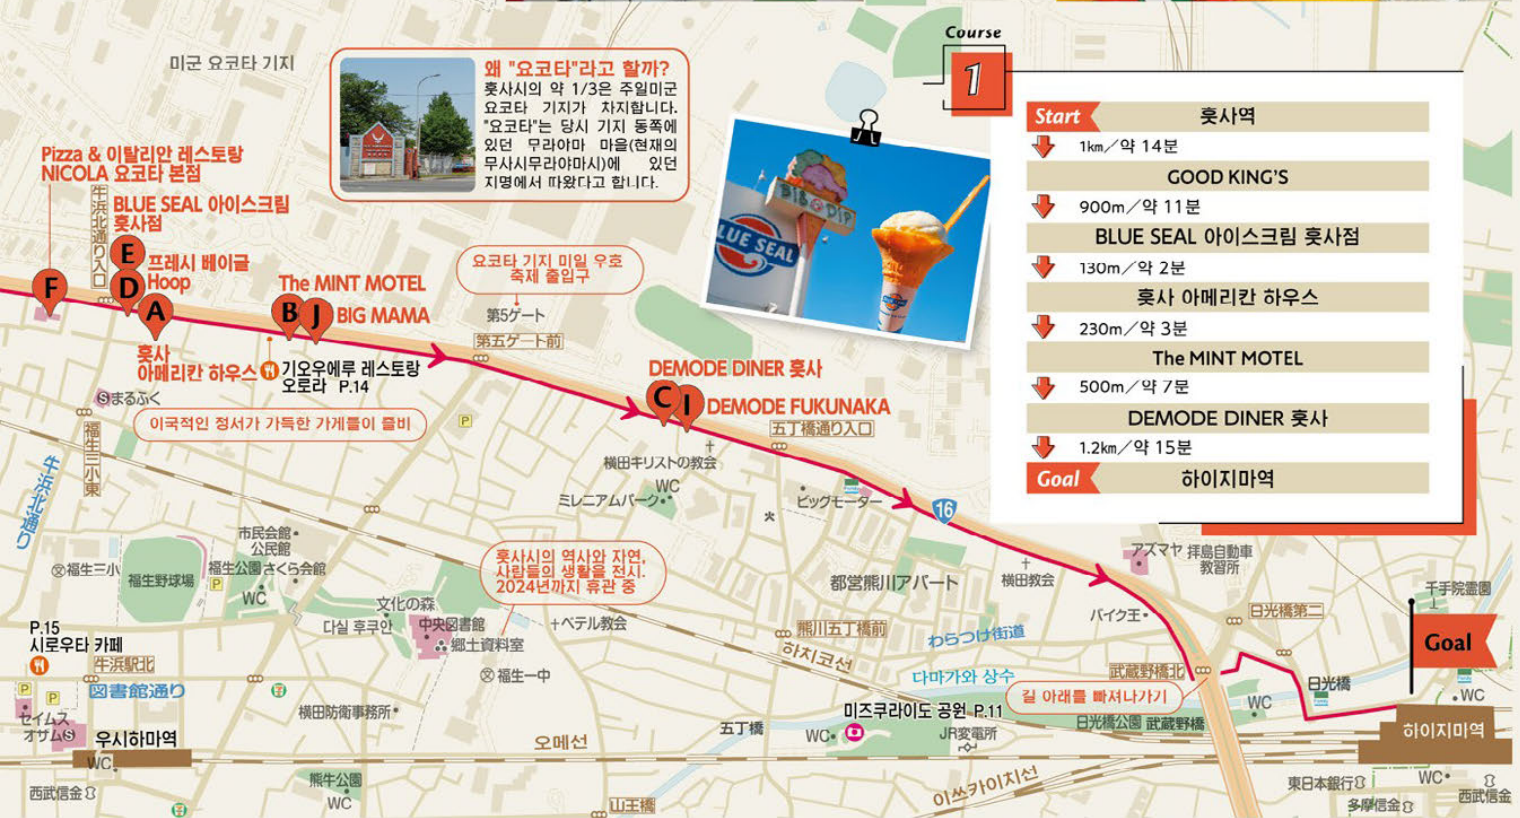 미군 요코타 기지
왜 "요코타"라고 할까?
훗사시의 약 1/3은 주일미군
요코타 기지가 차지합니다.
"요코타"는 당시 기지 동쪽에
있던 무라야마 마을(현재의
무사시무라야마시)에 있던
지명에서 따왔다고 합니다.
Course
1
Start 훗사역
1km/약 14분
GOOD KING'S
900m/약 11분
BLUE SEAL 아이스크림 훗사점
130m/약 2분
훗사 아메리칸 하우스
230m/약 3분
The MINT MOTEL
500m/약 7분
DEMODE DINER 훗사
1.2km/약 15분
Goal 하이지마역
BIG DIP
BLUE SEAL
Pizza & 이탈리안 레스토랑
NICOLA 요코타 본점
牛浜北通り入口
BLUE SEAL 아이스크림
훗사점
E
프레시 베이글
Hoop
F
D
A
The MINT MOTEL
B
J
BIG MAMA
요코타 기지 미일 우호
축제 출입구
第5ゲート
第五ゲート前
훗사
아메리칸 하우스
기오우에루 레스토랑
오로라 P.14
DEMODE DINER 훗사
C
I
DEMODE FUKUNAKA
五丁橋通り入口
Sまるふく
이국적인 정서가 가득한 가게들이 즐비
P
福生三小東
牛浜北通り
横田キリストの教会
WC
ミレニアムパーク
ビッグモーター
16
市民会館・
公民館
福生公園さくら会館
P
WC
福生三小
福生野球場
훗사시의 역사와 자연,
사람들의 생활을 전시.
2024년까지 휴관 중
文化の森
다실 후쿠안
中央図書館
郷土資料室
ベテル教会
福生一中
都営熊川アパート
横田教会
アズマヤ
拝島自動車
教習所
バイク王
日光橋第二
千手院霊園
Goal
熊川五丁橋前
하치코선
わらつけ街道
다마가와 상수
武蔵野橋北
길 아래를 빠져나가기
日光橋
WC
WC
日光橋公園
武蔵野橋
하이지마역
P.15
시로우타 카페
牛浜駅北
P
P
図書館通り
セイムス
オザムS
우시하마역
WC
横田防衛事務所
오메선
五丁橋
미즈쿠라이도 공원 P.11
WC
JR変電所
이쓰카이치선
西武信金
熊牛公園
WC
山王橋
東日本銀行
WC
多摩信金
西武信金